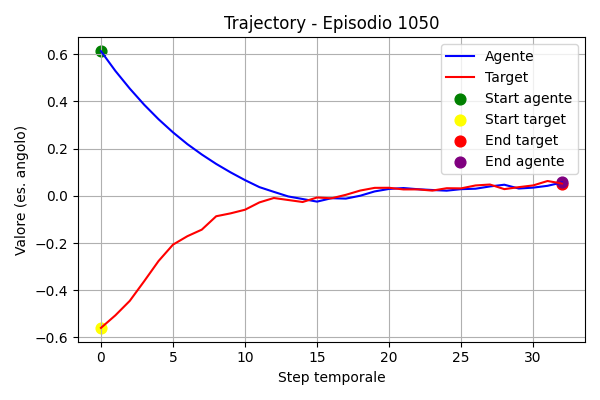 Trajectory - Episodio 1050
Valore (es. angolo)
0.6
0.4
0.2
0.0
−0.2
−0.4
−0.6
0
5
10
15
20
25
30
Step temporale
Agente
Target
Start agente
Start target
End target
End agente